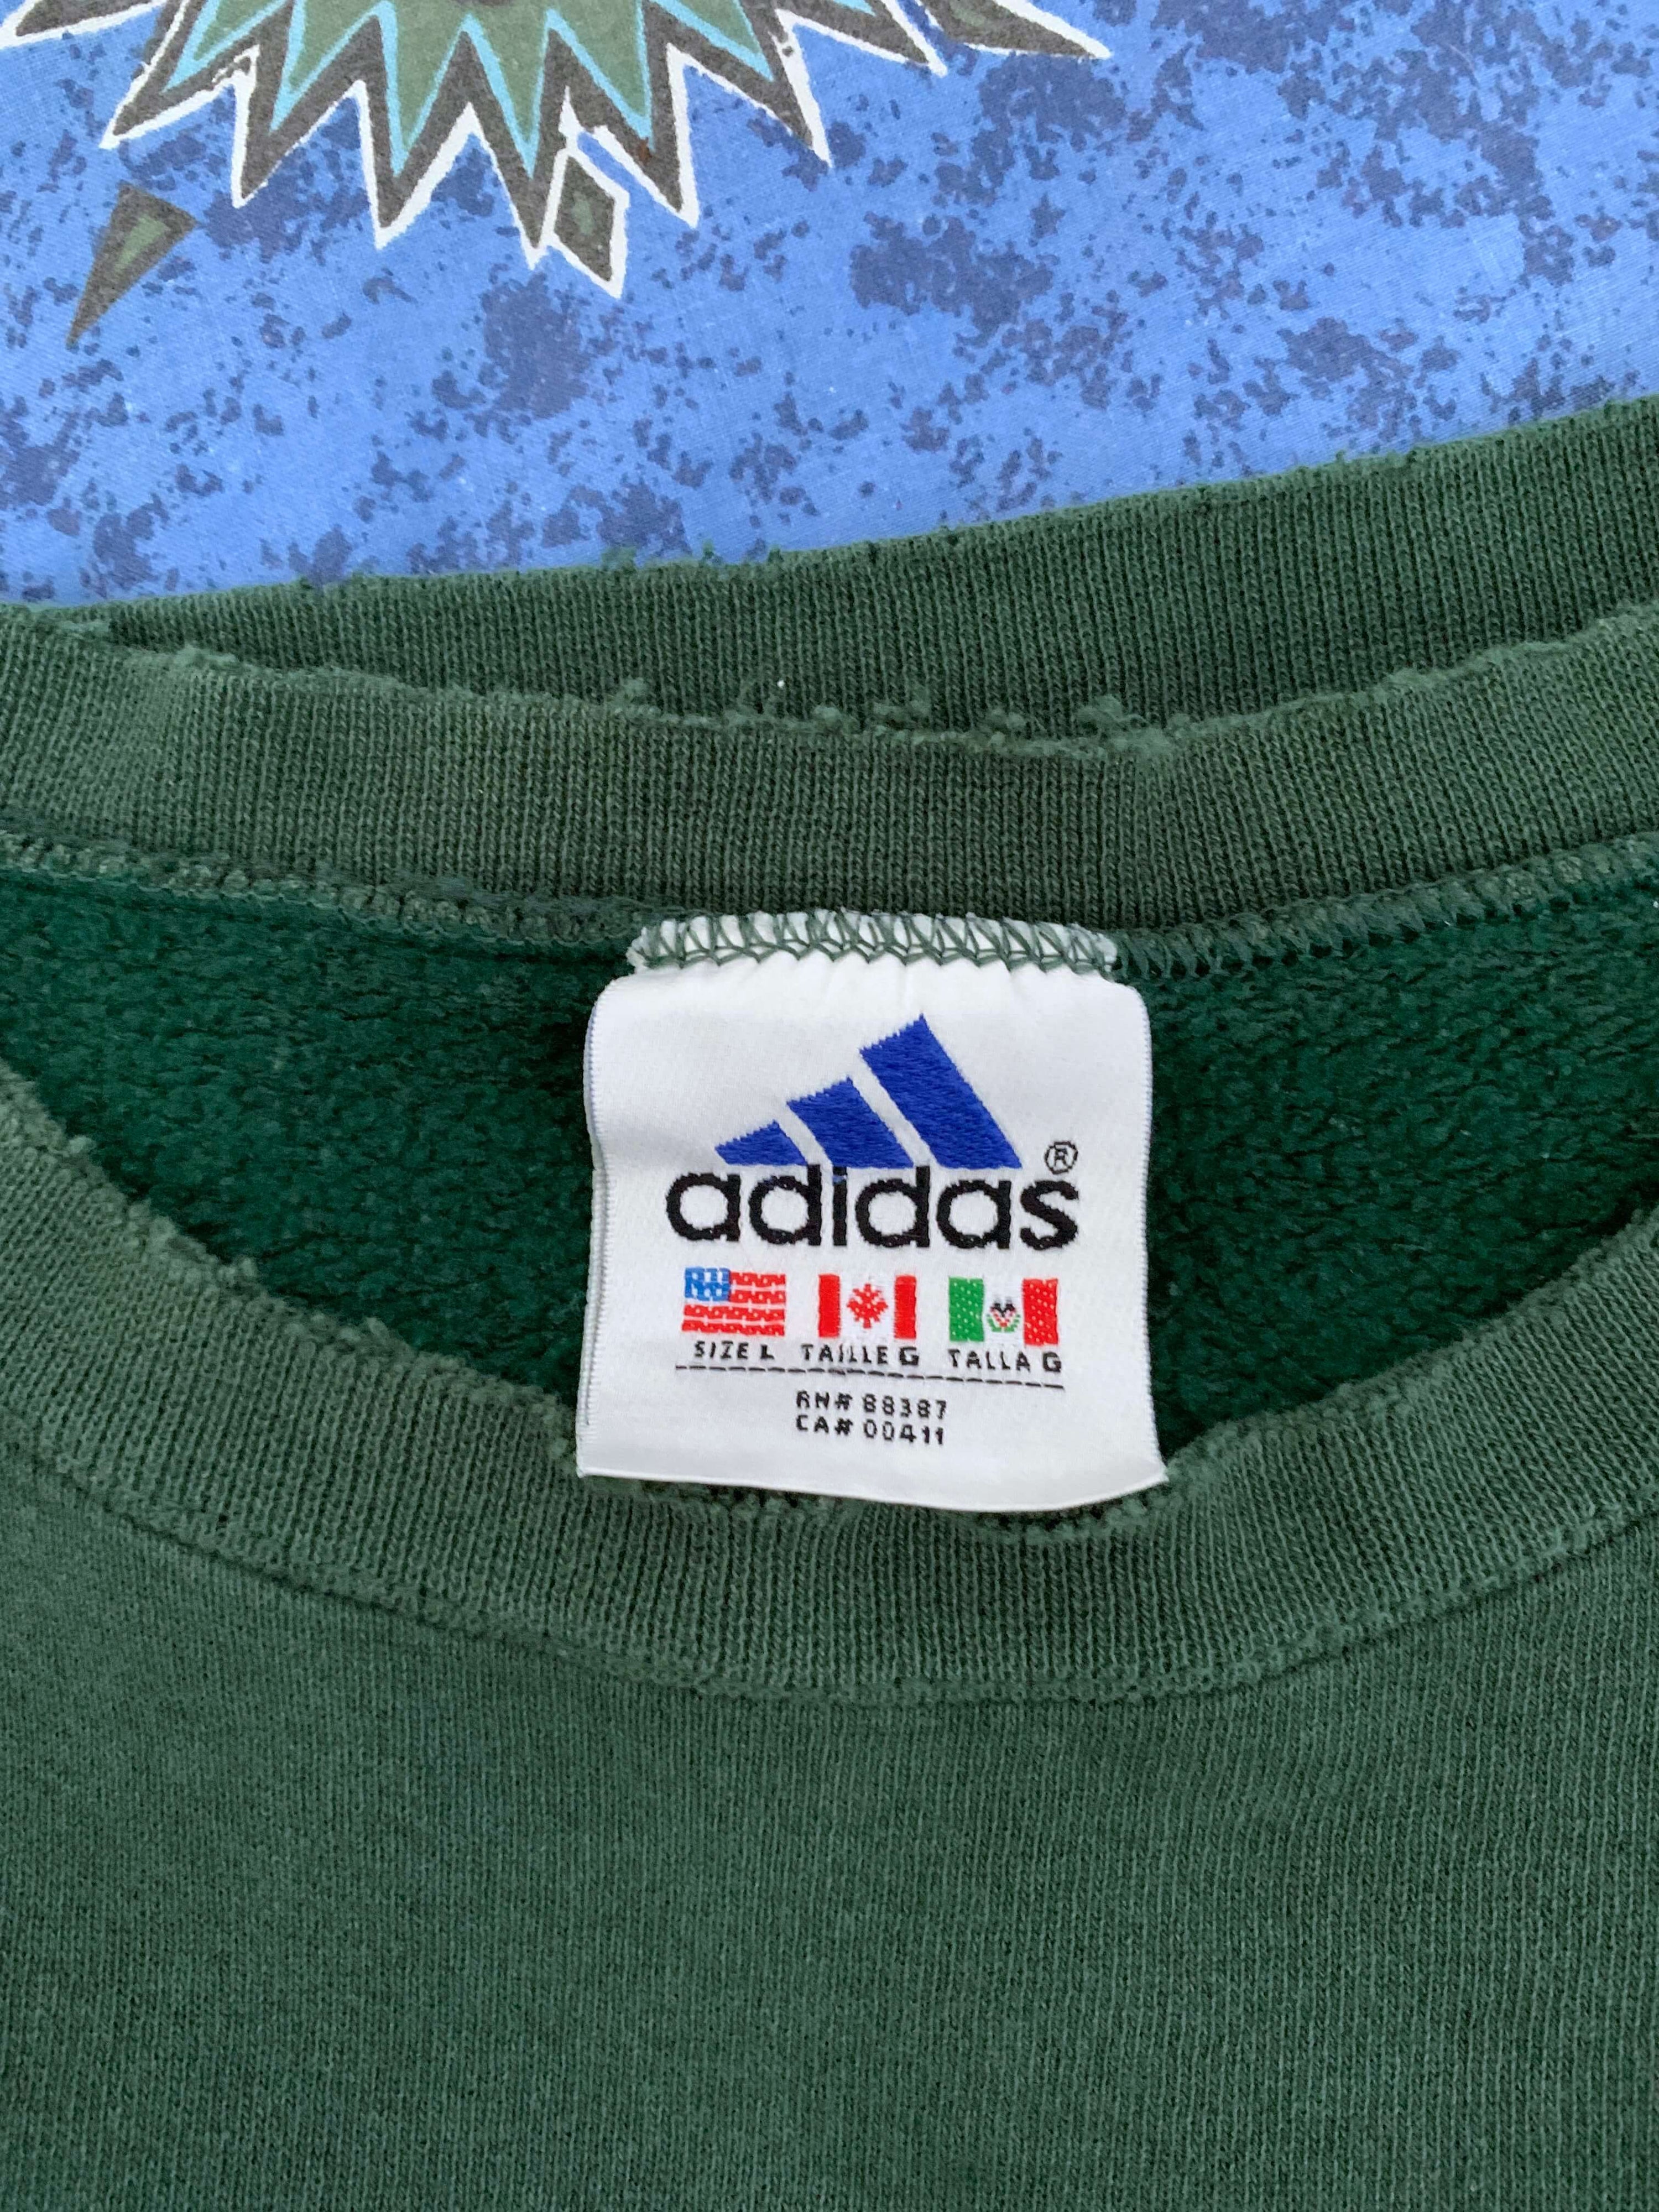 adidas ®
SIZE L TAILLE G TALLA G
RN# 88387
CA# 00411